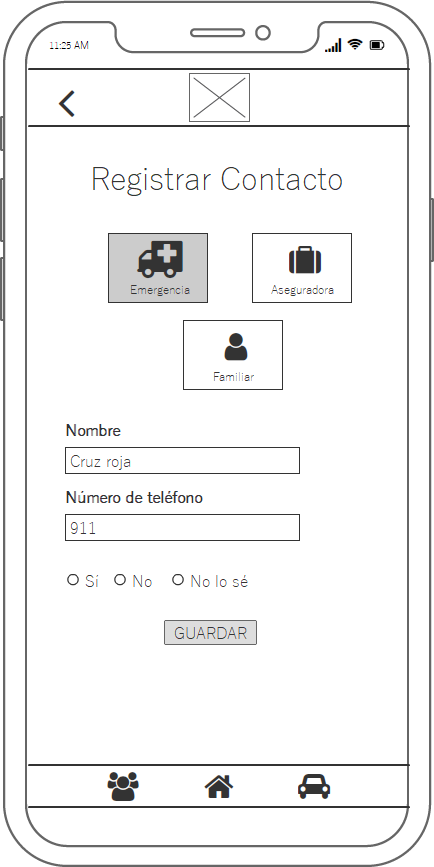 11:25 AM
Registrar Contacto
Emergencia
Aseguradora
Familiar
Nombre
Cruz roja
Número de teléfono
911
Sí No No lo sé
GUARDAR